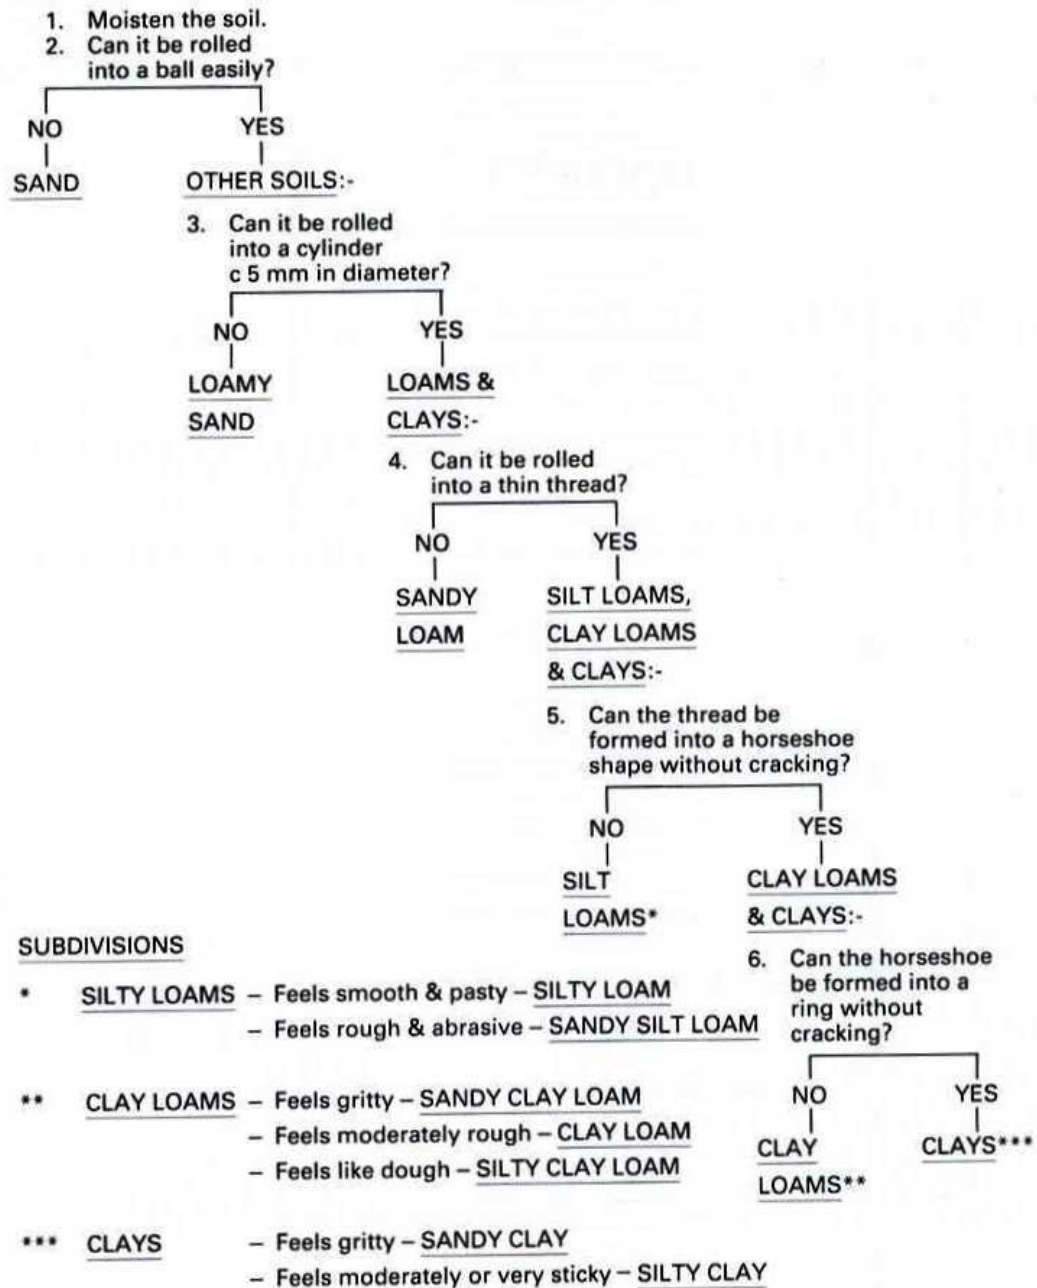 1. Moisten the soil.
2. Can it be rolled
into a ball easily?
NO YES
SAND OTHER SOILS:-
3. Can it be rolled
into a cylinder
c 5 mm in diameter?
NO YES
LOAMY LOAMS &
SAND CLAYS:-
4. Can it be rolled
into a thin thread?
NO YES
SANDY SILT LOAMS,
LOAM CLAY LOAMS
& CLAYS:-
5. Can the thread be
formed into a horseshoe
shape without cracking?
NO YES
SILT CLAY LOAMS
LOAMS* & CLAYS:-
6. Can the horseshoe
be formed into a
ring without
cracking?
NO YES
CLAY CLAYS***
LOAMS**
SUBDIVISIONS
* SILTY LOAMS – Feels smooth & pasty – SILTY LOAM
– Feels rough & abrasive – SANDY SILT LOAM
** CLAY LOAMS – Feels gritty – SANDY CLAY LOAM
– Feels moderately rough – CLAY LOAM
– Feels like dough – SILTY CLAY LOAM
*** CLAYS – Feels gritty – SANDY CLAY
– Feels moderately or very sticky – SILTY CLAY